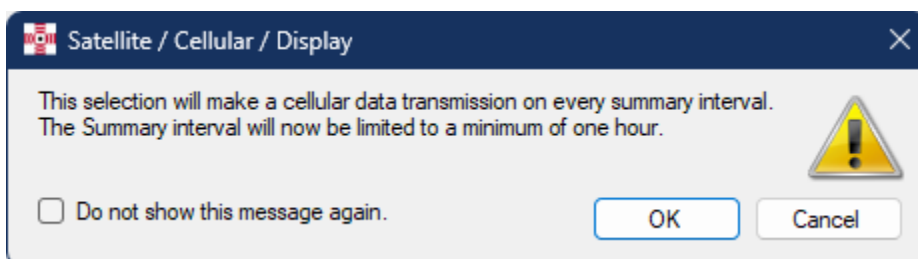 Satellite / Cellular / Display
This selection will make a cellular data transmission on every summary interval.
The Summary interval will now be limited to a minimum of one hour.
Do not show this message again.
OK
Cancel